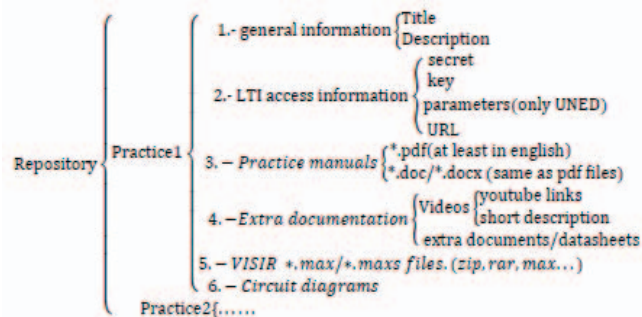 Repository
Practice1
1.- general information
Title
Description
2.- LTI access information
secret
key
parameters(only UNED)
URL
3. – Practice manuals
*.pdf(at least in english)
*.doc/*.docx (same as pdf files)
4. –Extra documentation
Videos
youtube links
short description
extra documents/datasheets
5. – VISIR *.max/*.maxs files. (zip, rar, max...)
6. – Circuit diagrams
Practice2{......